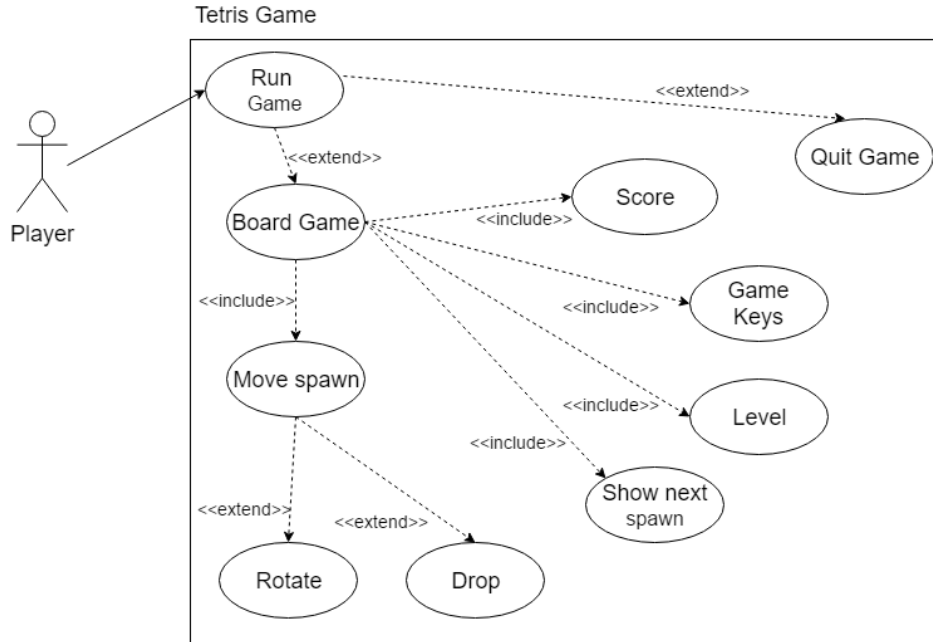 Tetris Game
Run
Game
<<extend>>
Quit Game
<<extend>>
Player
Board Game
Score
<<include>>
<<include>>
Game
Keys
<<include>>
Move spawn
<<include>>
Level
<<include>>
Show next
spawn
<<extend>>
<<extend>>
Rotate
Drop